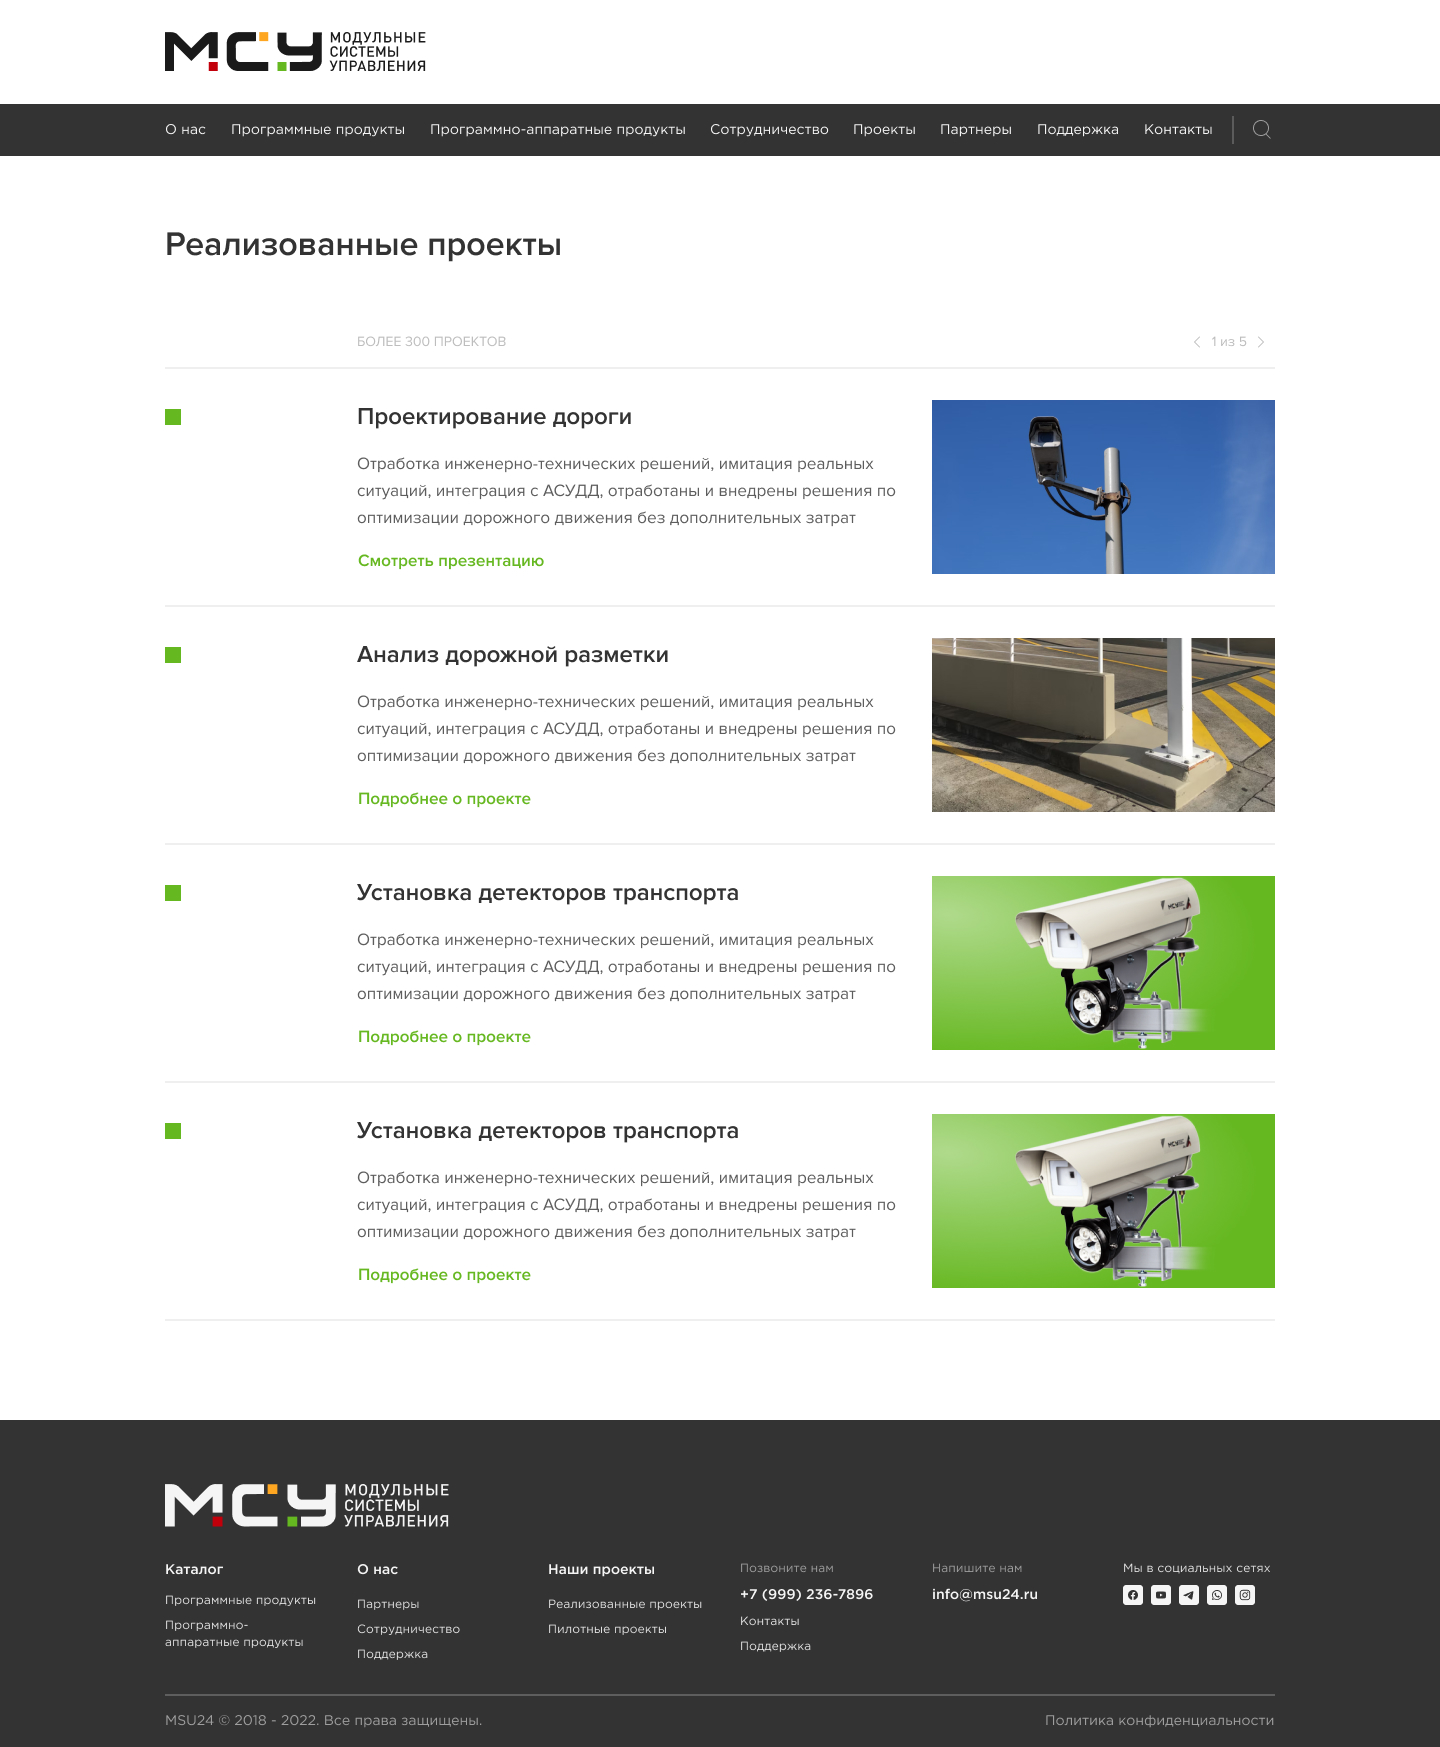 МСУ МОДУЛЬНЫЕ
СИСТЕМЫ
УПРАВЛЕНИЯ
О нас Программные продукты Программно-аппаратные продукты Сотрудничество Проекты Партнеры Поддержка Контакты
Реализованные проекты
БОЛЕЕ 300 ПРОЕКТОВ
1 из 5
Проектирование дороги
Отработка инженерно-технических решений, имитация реальных
ситуаций, интеграция с АСУДД, отработаны и внедрены решения по
оптимизации дорожного движения без дополнительных затрат
Смотреть презентацию
Анализ дорожной разметки
Отработка инженерно-технических решений, имитация реальных
ситуаций, интеграция с АСУДД, отработаны и внедрены решения по
оптимизации дорожного движения без дополнительных затрат
Подробнее о проекте
Установка детекторов транспорта
Отработка инженерно-технических решений, имитация реальных
ситуаций, интеграция с АСУДД, отработаны и внедрены решения по
оптимизации дорожного движения без дополнительных затрат
Подробнее о проекте
Установка детекторов транспорта
Отработка инженерно-технических решений, имитация реальных
ситуаций, интеграция с АСУДД, отработаны и внедрены решения по
оптимизации дорожного движения без дополнительных затрат
Подробнее о проекте
МСУ МОДУЛЬНЫЕ
СИСТЕМЫ
УПРАВЛЕНИЯ
Каталог
Программные продукты
Программно-
аппаратные продукты
О нас
Партнеры
Сотрудничество
Поддержка
Наши проекты
Реализованные проекты
Пилотные проекты
Позвоните нам
+7 (999) 236-7896
Контакты
Поддержка
Напишите нам
info@msu24.ru
Мы в социальных сетях
MSU24 © 2018 - 2022. Все права защищены.
Политика конфиденциальности